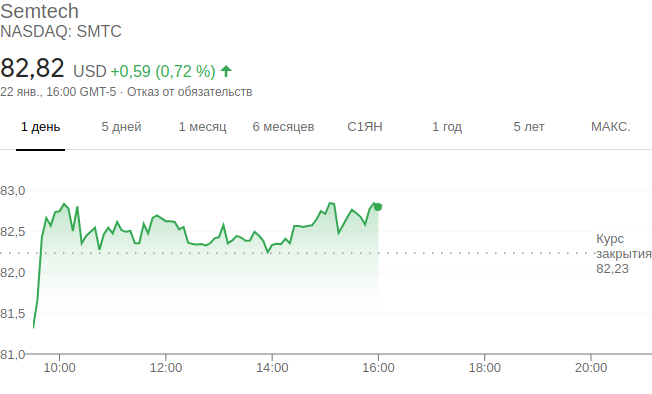 Semtech
NASDAQ: SMTC
82,82 USD +0,59 (0,72 %)
22 янв., 16:00 GMT-5 · Отказ от обязательств
1 день 5 дней 1 месяц 6 месяцев С1ЯН 1 год 5 лет МАКС.
83,0
82,5
82,0
81,5
81,0
Курс
закрытия
82,23
10:00 12:00 14:00 16:00 18:00 20:00